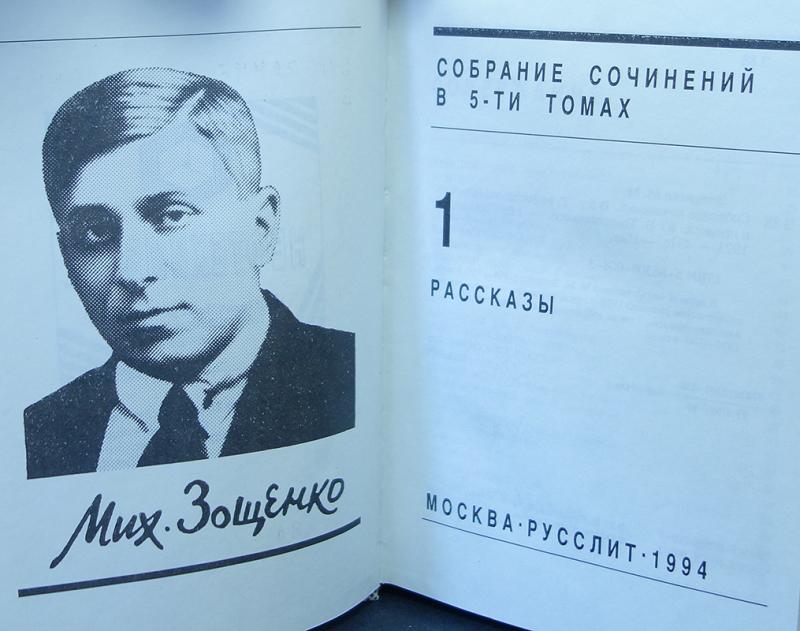 Мих. Зощенко
СОБРАНИЕ СОЧИНЕНИЙ
В 5-ТИ ТОМАХ
1
РАССКАЗЫ
МОСКВА·РУССЛИТ·1994